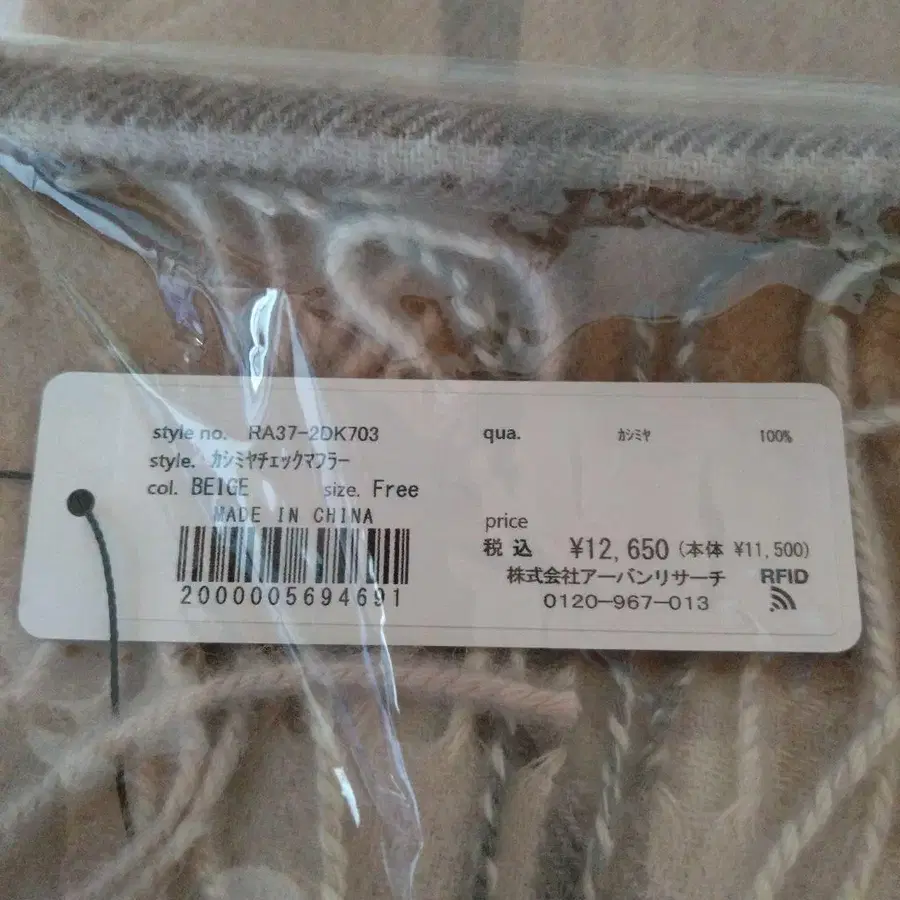 style no. RA37-2DK703
style. カシミヤチェックマフラー
col. BEIGE size. Free
MADE IN CHINA
2000005694691
qua. カシミヤ 100%
price
税込 ¥12,650 (本体 ¥11,500)
株式会社アーバンリサーチ
0120-967-013
RFID